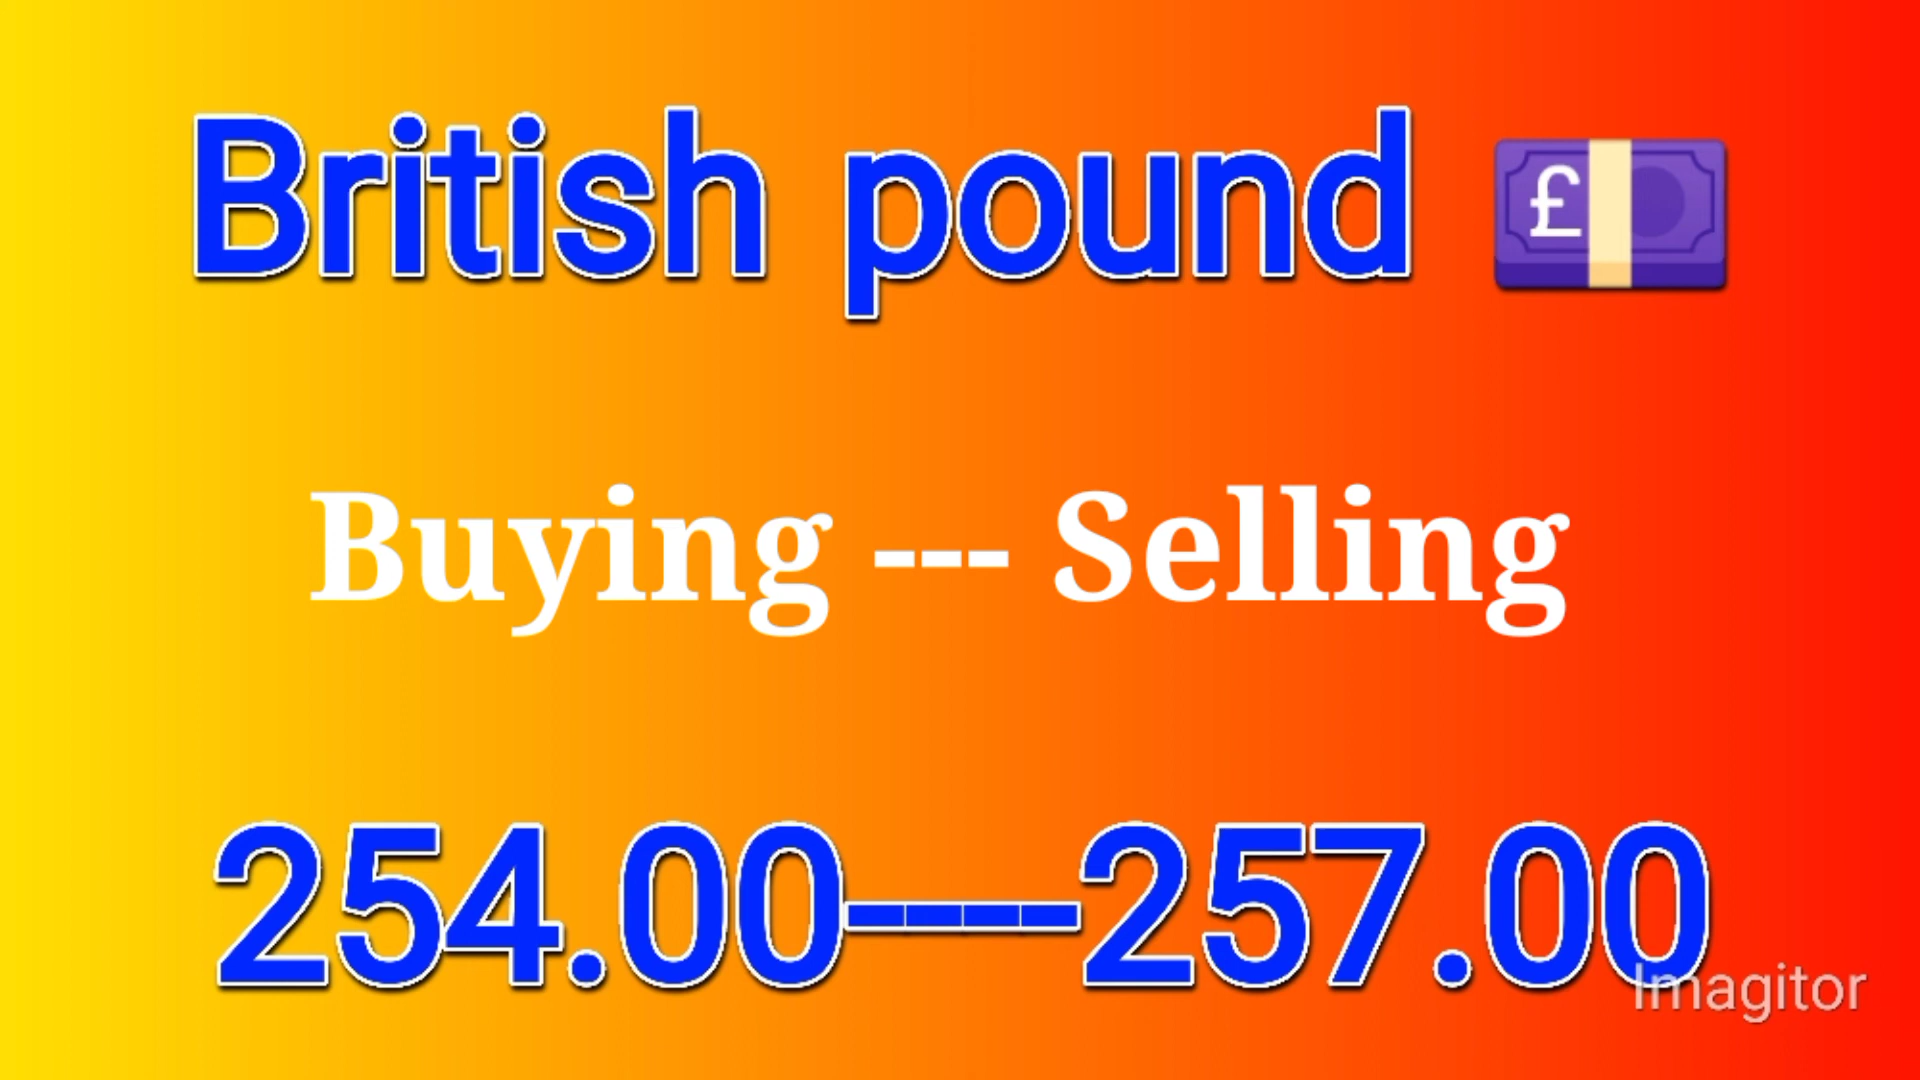 British pound 💷
Buying --- Selling
254.00----257.00
Imagitor